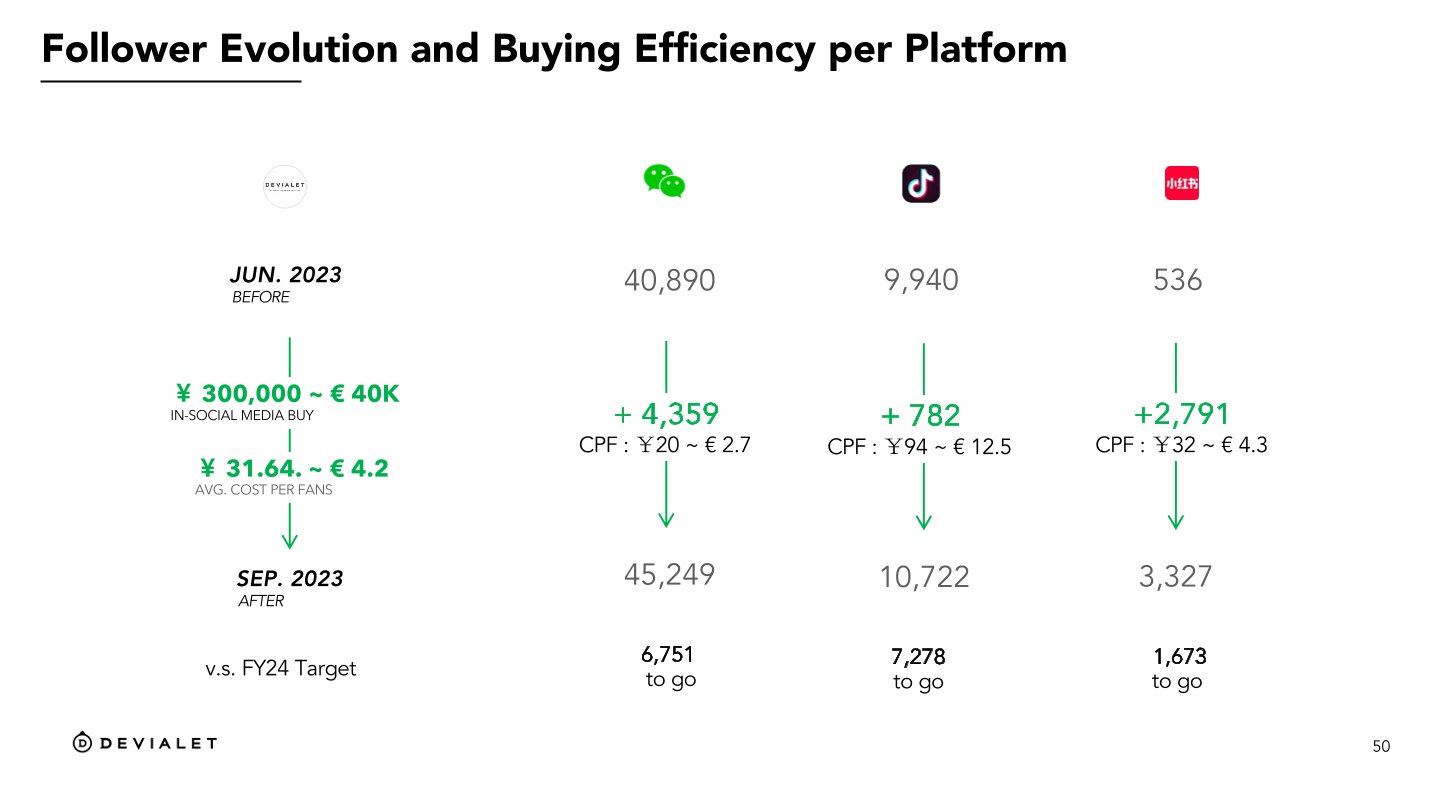 Follower Evolution and Buying Efficiency per Platform
DEVIALET
小红书
JUN. 2023
BEFORE
40,890
9,940
536
¥ 300,000 ~ € 40K
IN-SOCIAL MEDIA BUY
+ 4,359
CPF : ¥20 ~ € 2.7
+ 782
CPF : ¥94 ~ € 12.5
+2,791
CPF : ¥32 ~ € 4.3
¥ 31.64. ~ € 4.2
AVG. COST PER FANS
SEP. 2023
AFTER
45,249
10,722
3,327
v.s. FY24 Target
6,751
to go
7,278
to go
1,673
to go
DEVIALET
50